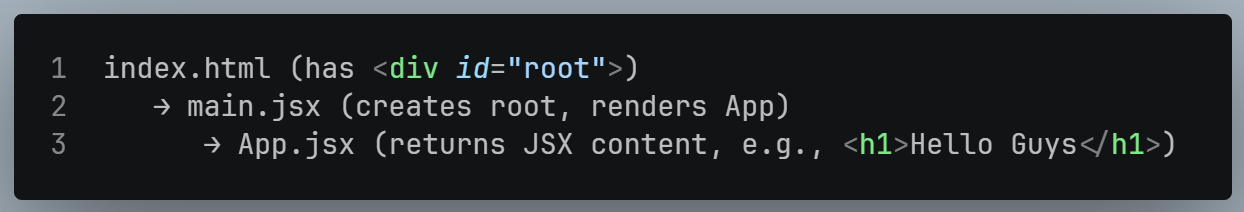 1 index.html (has <div id="root">)
2 → main.jsx (creates root, renders App)
3 → App.jsx (returns JSX content, e.g., <h1>Hello Guys</h1>)